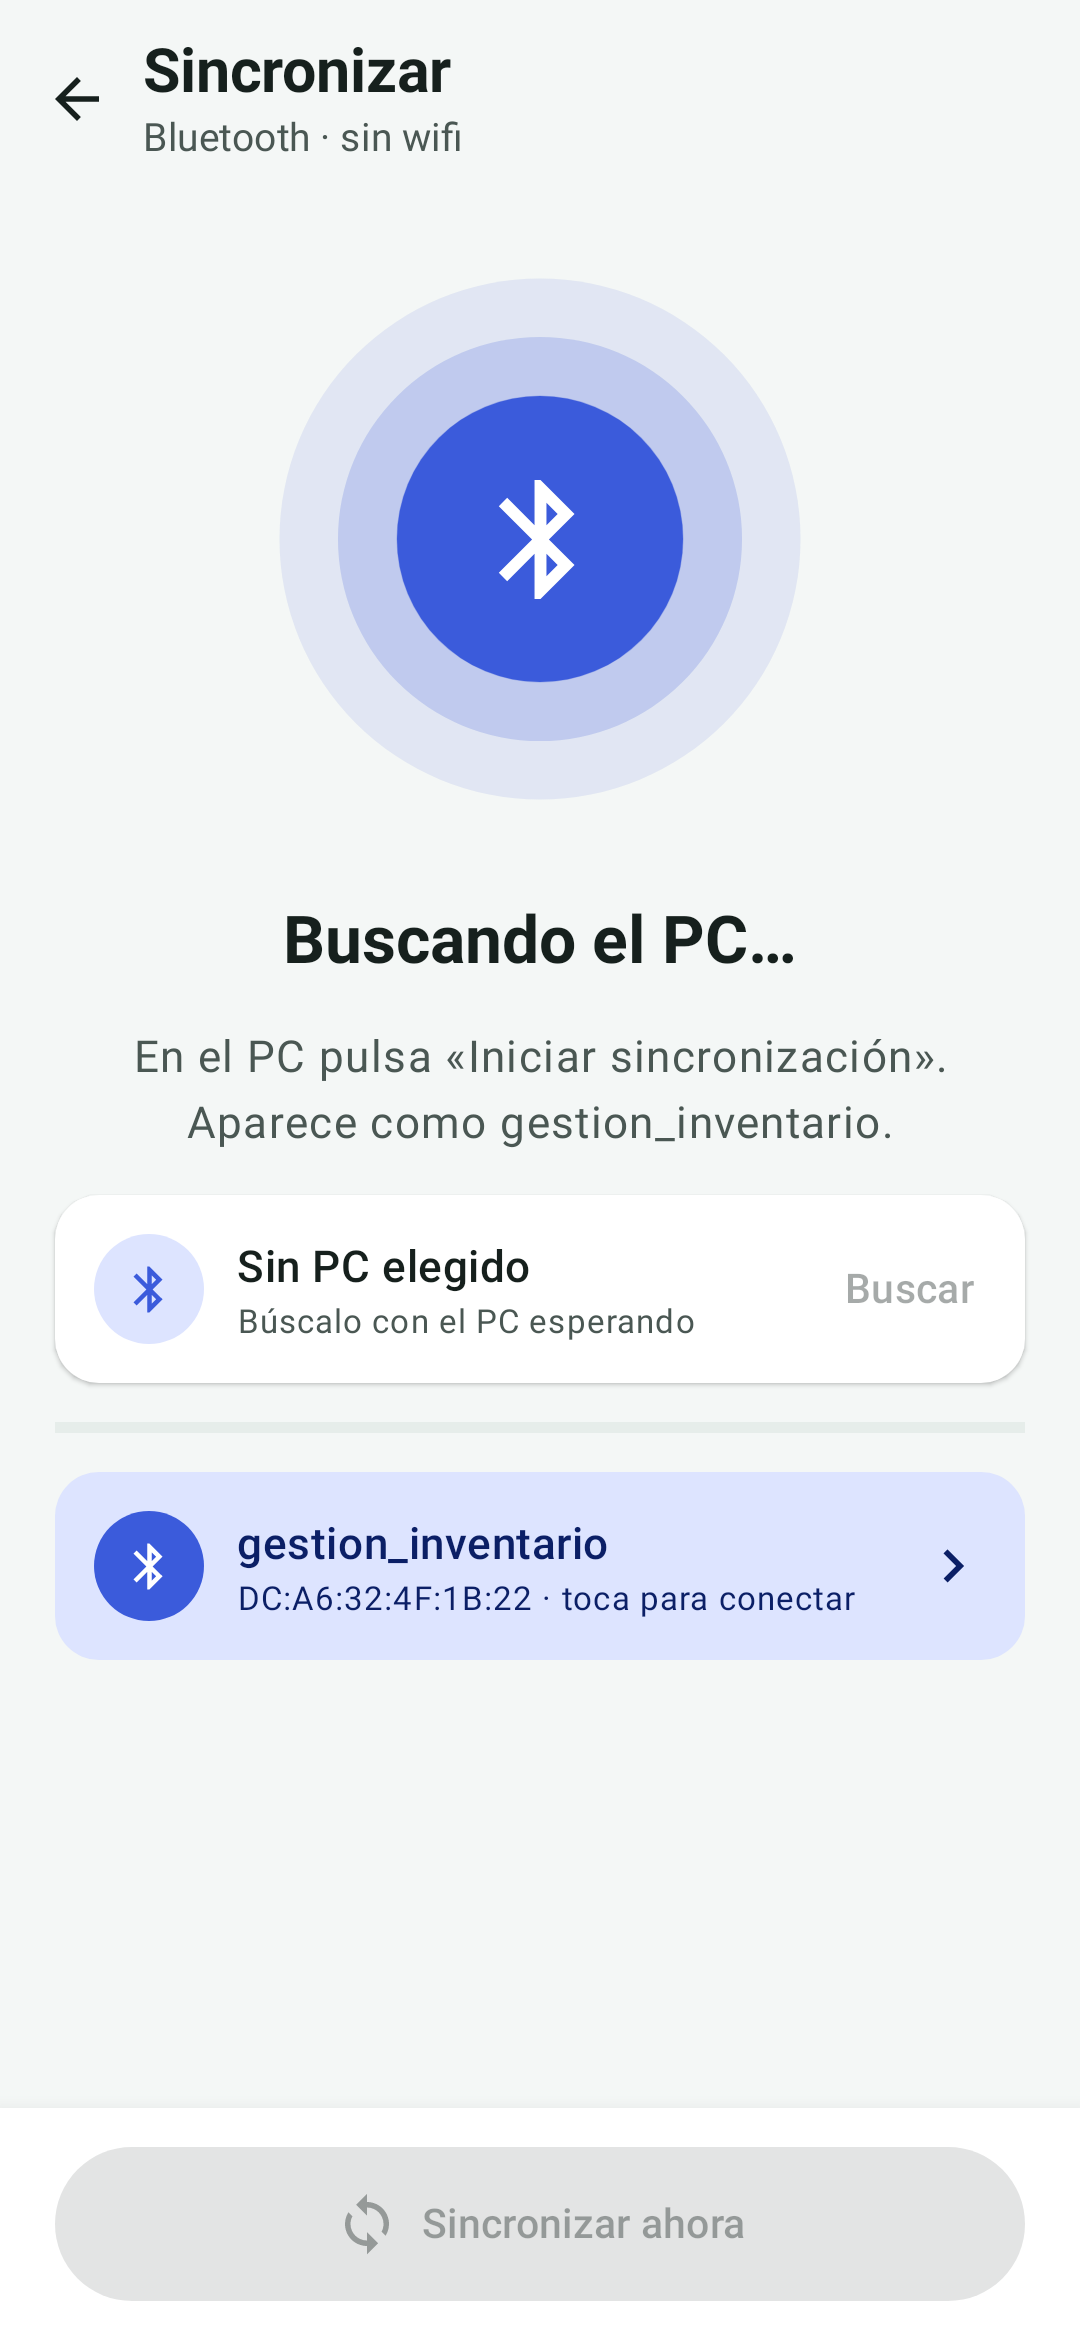 Sincronizar
Bluetooth · sin wifi
Buscando el PC…
En el PC pulsa «Iniciar sincronización».
Aparece como gestion_inventario.
Sin PC elegido
Búscalo con el PC esperando
Buscar
gestion_inventario
DC:A6:32:4F:1B:22 · toca para conectar
Sincronizar ahora